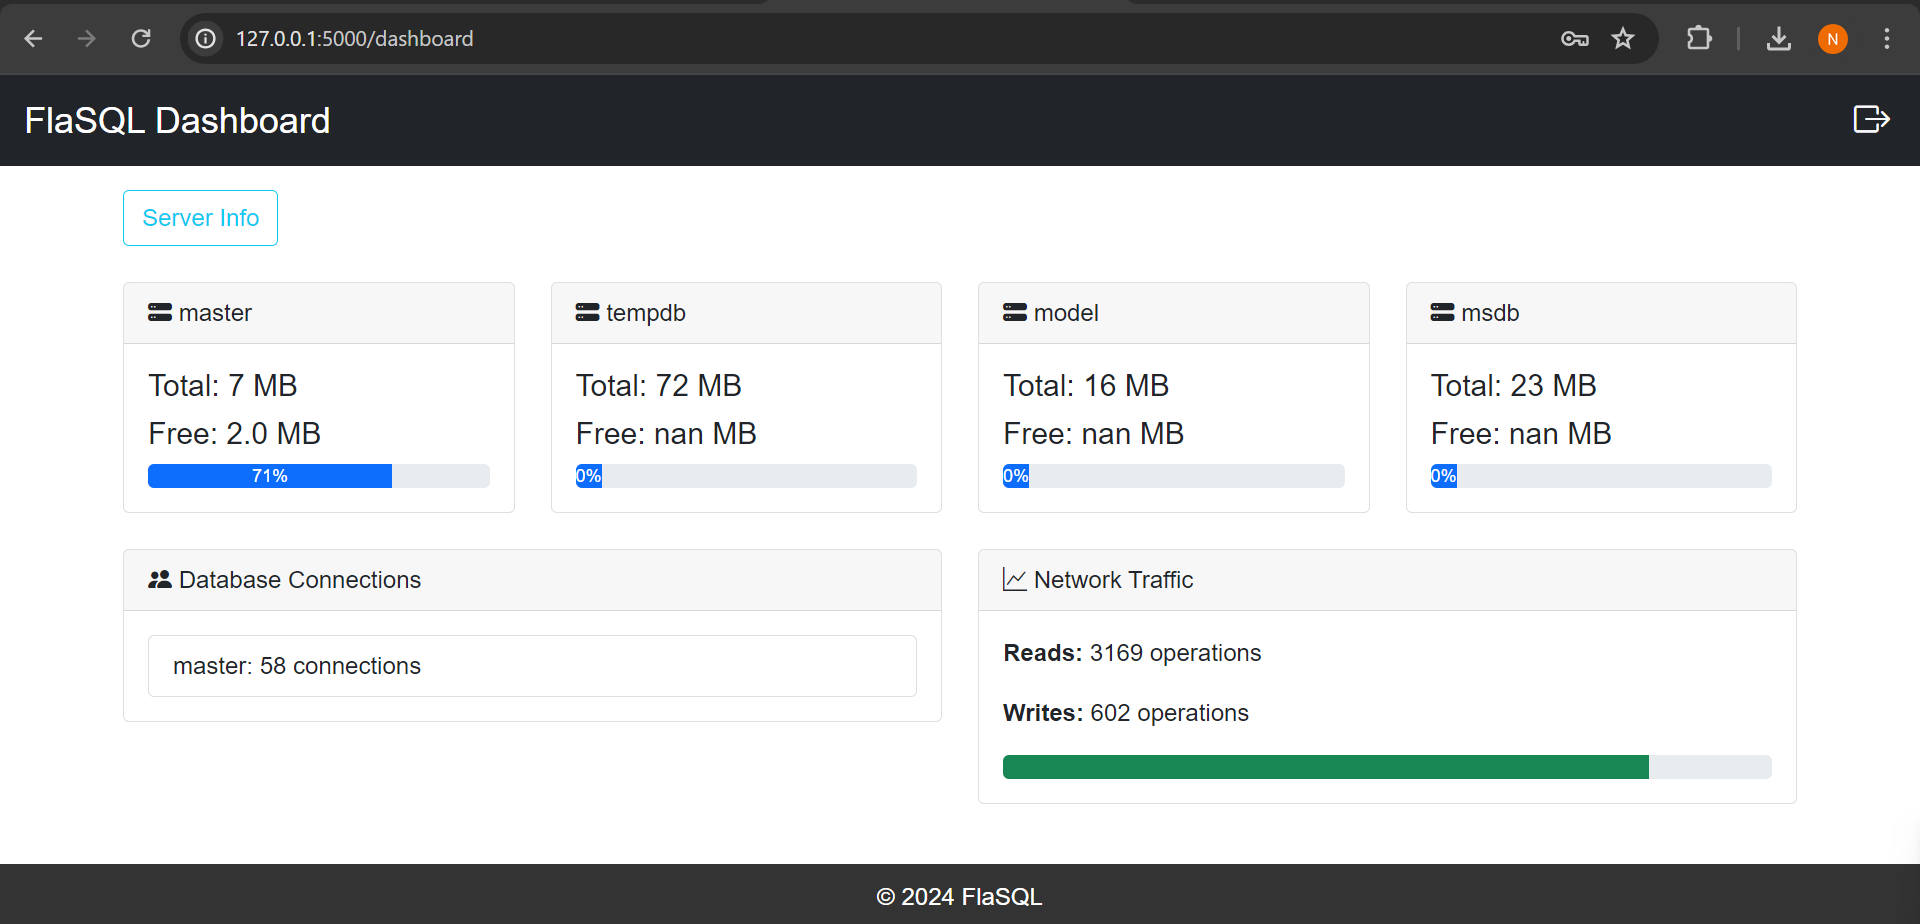 127.0.0.1:5000/dashboard
N
FlaSQL Dashboard
Server Info
master
Total: 7 MB
Free: 2.0 MB
71%
tempdb
Total: 72 MB
Free: nan MB
0%
model
Total: 16 MB
Free: nan MB
0%
msdb
Total: 23 MB
Free: nan MB
0%
Database Connections
master: 58 connections
Network Traffic
Reads: 3169 operations
Writes: 602 operations
© 2024 FlaSQL